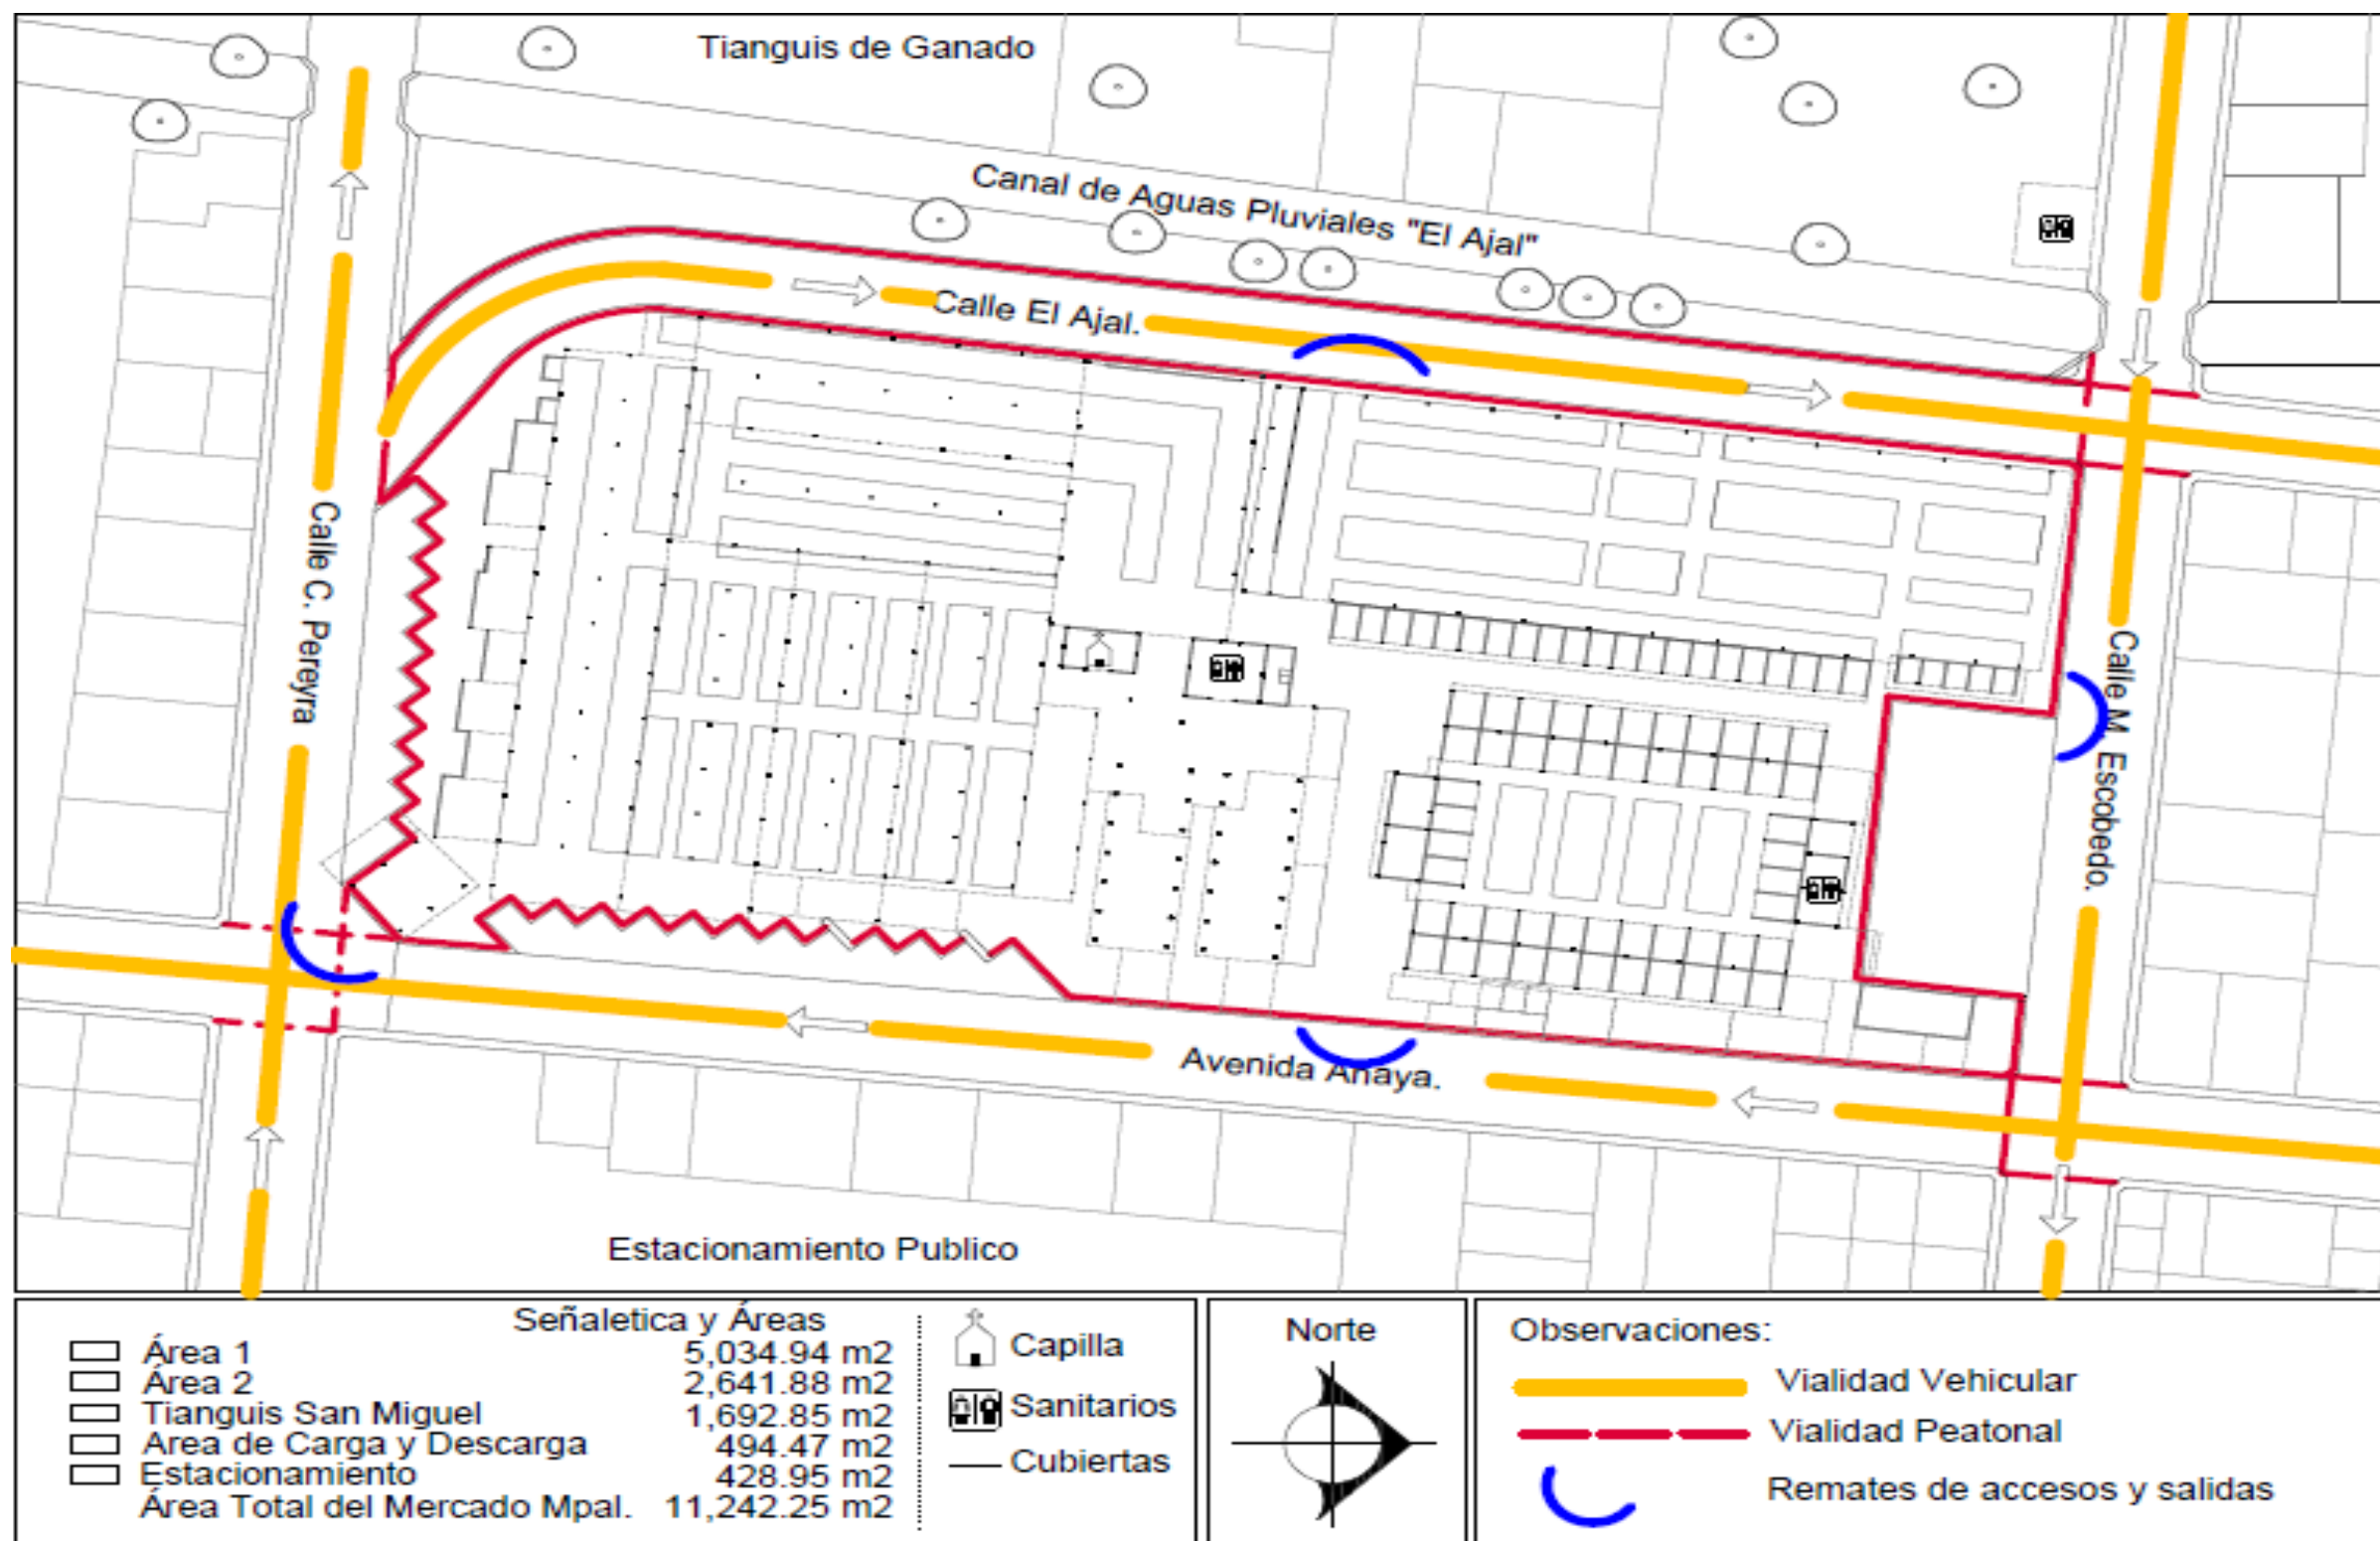 Tianguis de Ganado
Canal de Aguas Pluviales "El Ajal"
Calle El Ajal.
Calle C. Pereyra
Calle M. Escobedo.
Avenida Anaya.
Estacionamiento Publico
Señaletica y Áreas
Área 1 5,034.94 m2
Área 2 2,641.88 m2
Tianguis San Miguel 1,692.85 m2
Area de Carga y Descarga 494.47 m2
Estacionamiento 428.95 m2
Área Total del Mercado Mpal. 11,242.25 m2
Capilla
Sanitarios
Cubiertas
Norte
Observaciones:
Vialidad Vehicular
Vialidad Peatonal
Remates de accesos y salidas